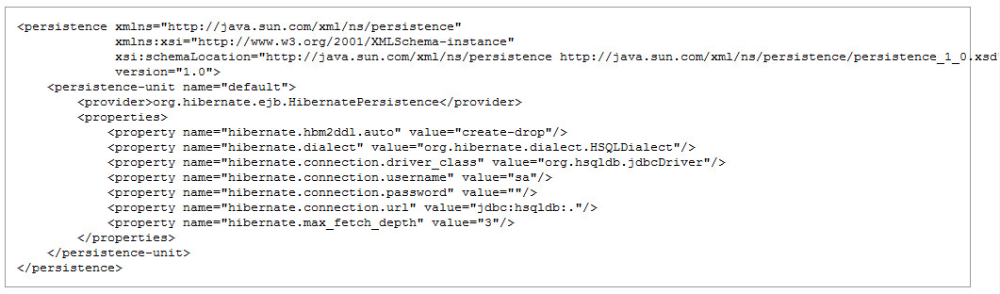 <persistence xmlns="http://java.sun.com/xml/ns/persistence"
             xmlns:xsi="http://www.w3.org/2001/XMLSchema-instance"
             xsi:schemaLocation="http://java.sun.com/xml/ns/persistence http://java.sun.com/xml/ns/persistence/persistence_1_0.xsd"
             version="1.0">
    <persistence-unit name="default">
        <provider>org.hibernate.ejb.HibernatePersistence</provider>
        <properties>
            <property name="hibernate.hbm2ddl.auto" value="create-drop"/>
            <property name="hibernate.dialect" value="org.hibernate.dialect.HSQLDialect"/>
            <property name="hibernate.connection.driver_class" value="org.hsqldb.jdbcDriver"/>
            <property name="hibernate.connection.username" value="sa"/>
            <property name="hibernate.connection.password" value=""/>
            <property name="hibernate.connection.url" value="jdbc:hsqldb:."/>
            <property name="hibernate.max_fetch_depth" value="3"/>
        </properties>
    </persistence-unit>
</persistence>